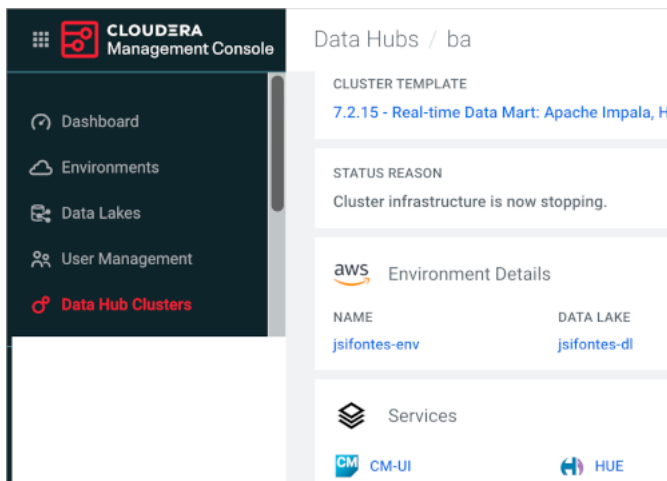 CLOUDERA
Management Console
Dashboard
Environments
Data Lakes
User Management
Data Hub Clusters
Data Hubs / ba
CLUSTER TEMPLATE
7.2.15 - Real-time Data Mart: Apache Impala, H
STATUS REASON
Cluster infrastructure is now stopping.
aws Environment Details
NAME DATA LAKE
jsifontes-env jsifontes-dl
Services
CM CM-UI HUE